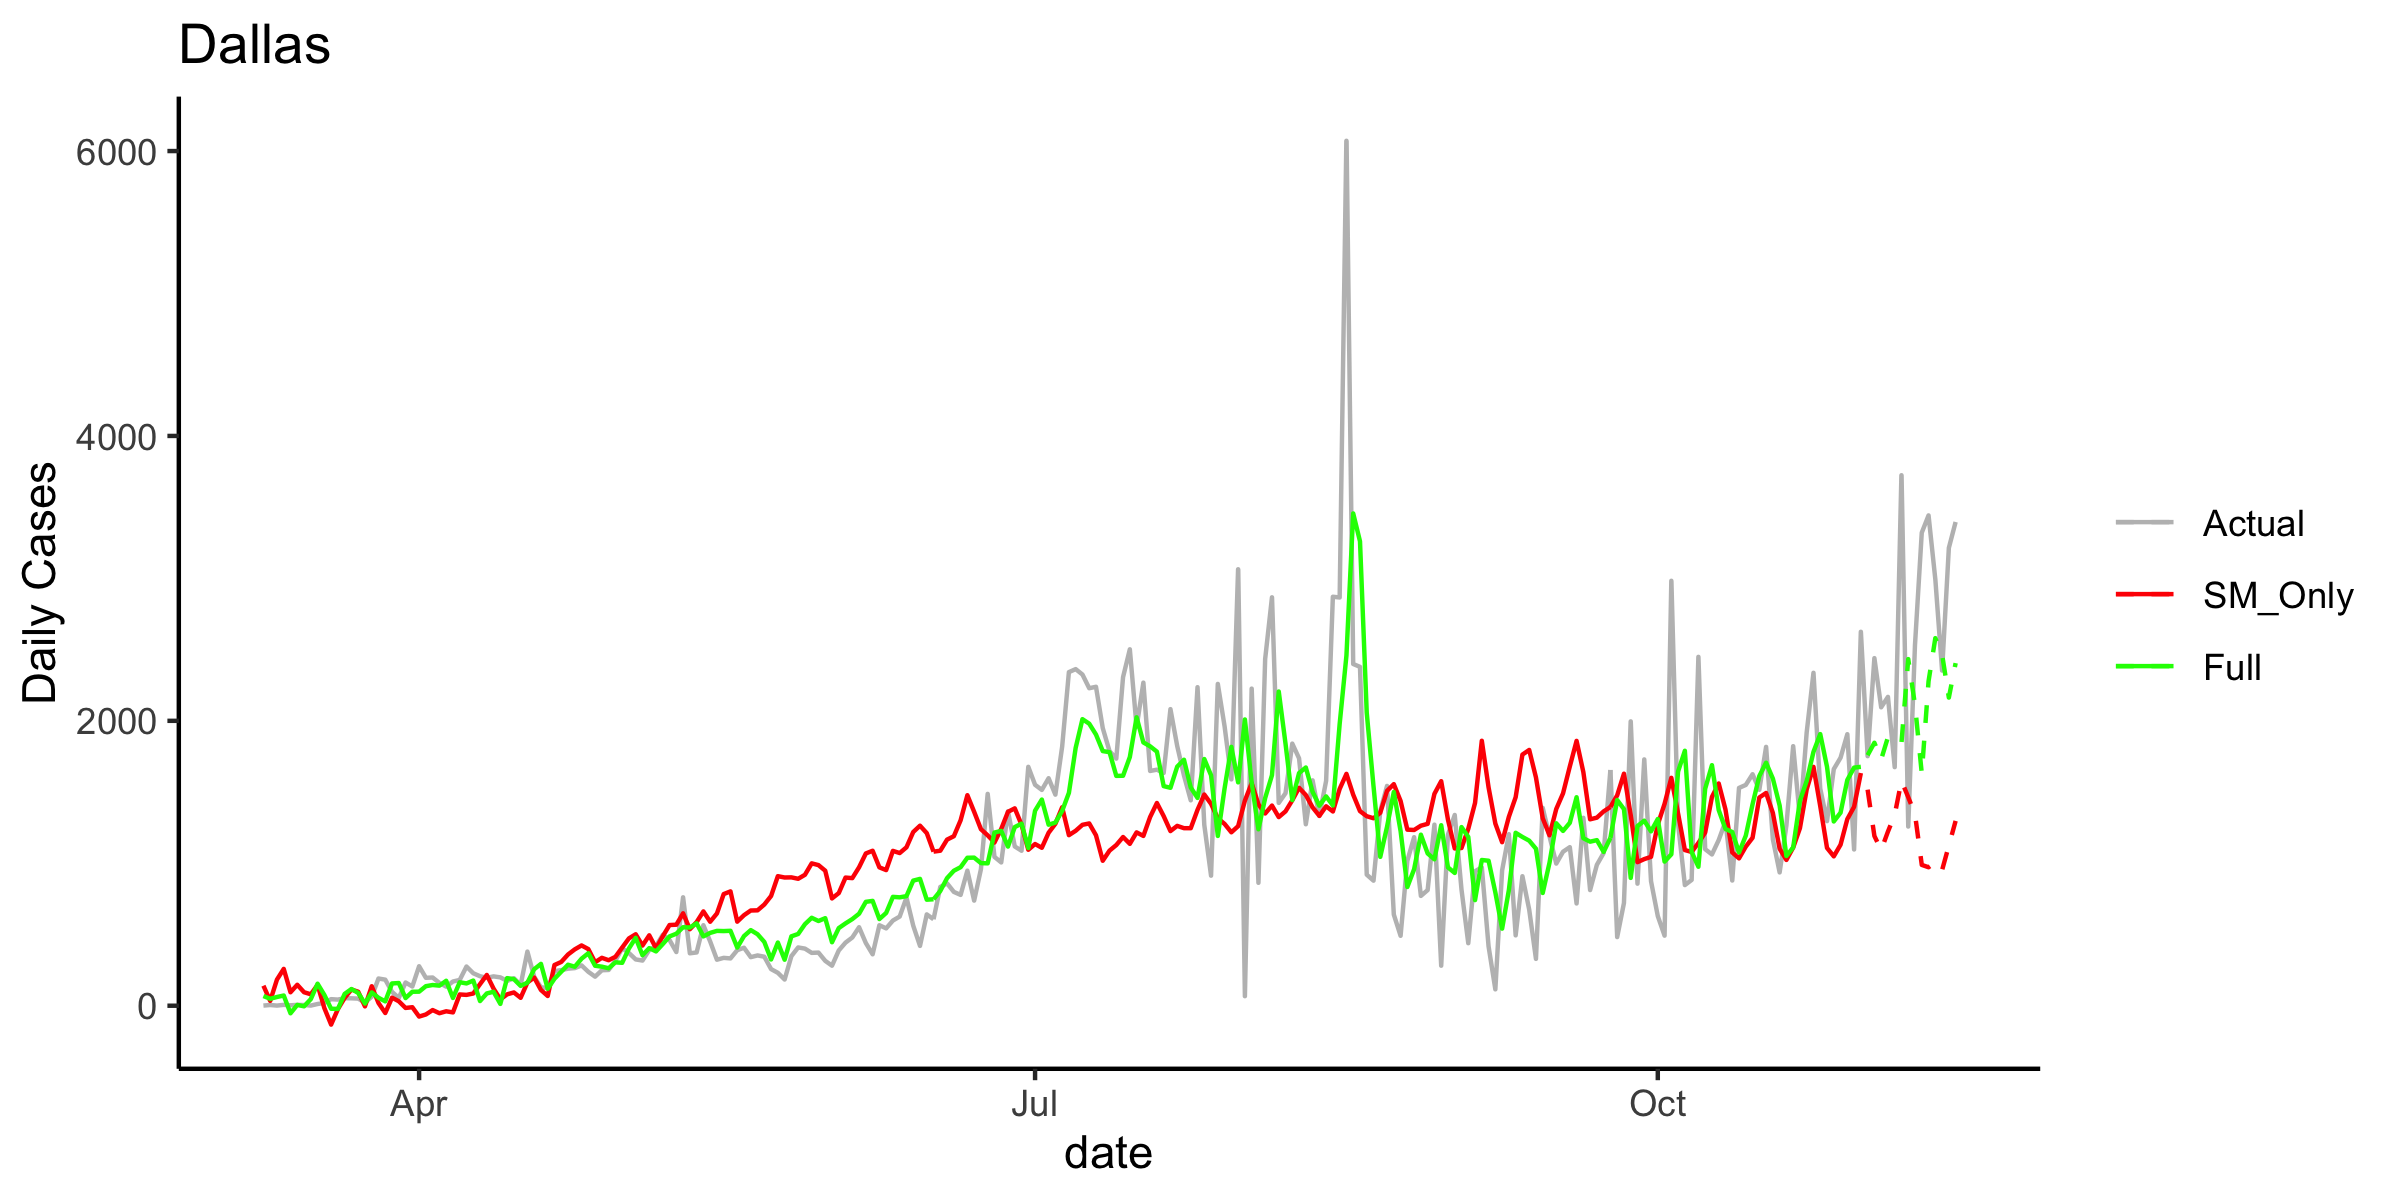 Dallas
Daily Cases
6000
4000
2000
0
Apr
Jul
Oct
date
Actual
SM_Only
Full